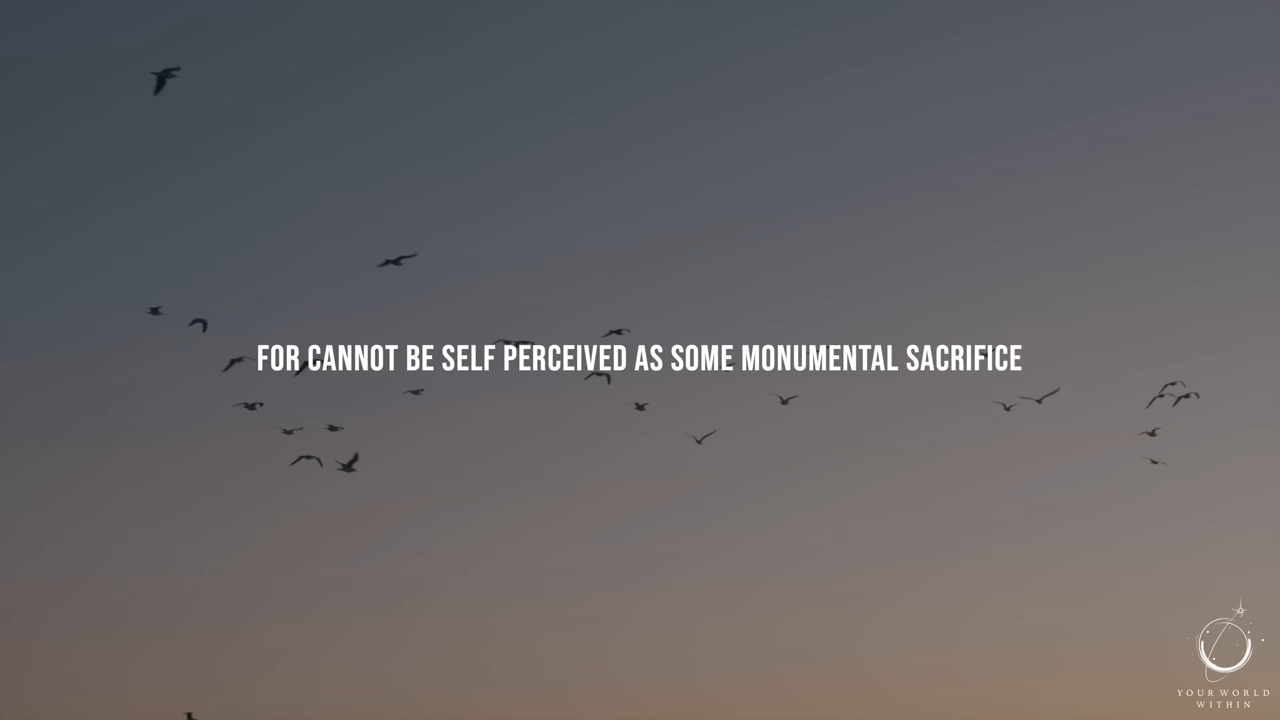 FOR CANNOT BE SELF PERCEIVED AS SOME MONUMENTAL SACRIFICE
YOUR WORLD
WITHIN